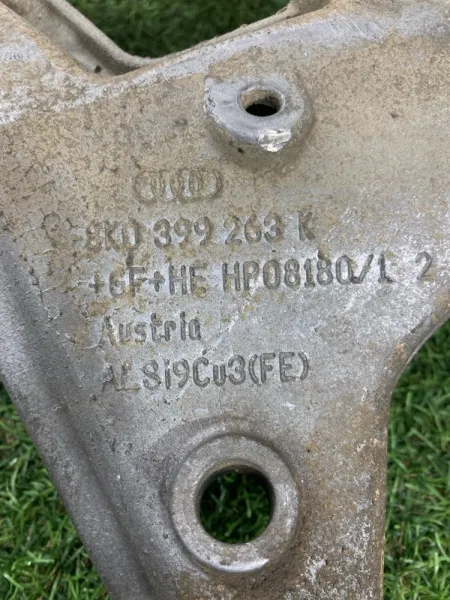 8K0 399 263 K
+GF+HE HP08180/L 2
Austria
ALSi9Cu3(FE)